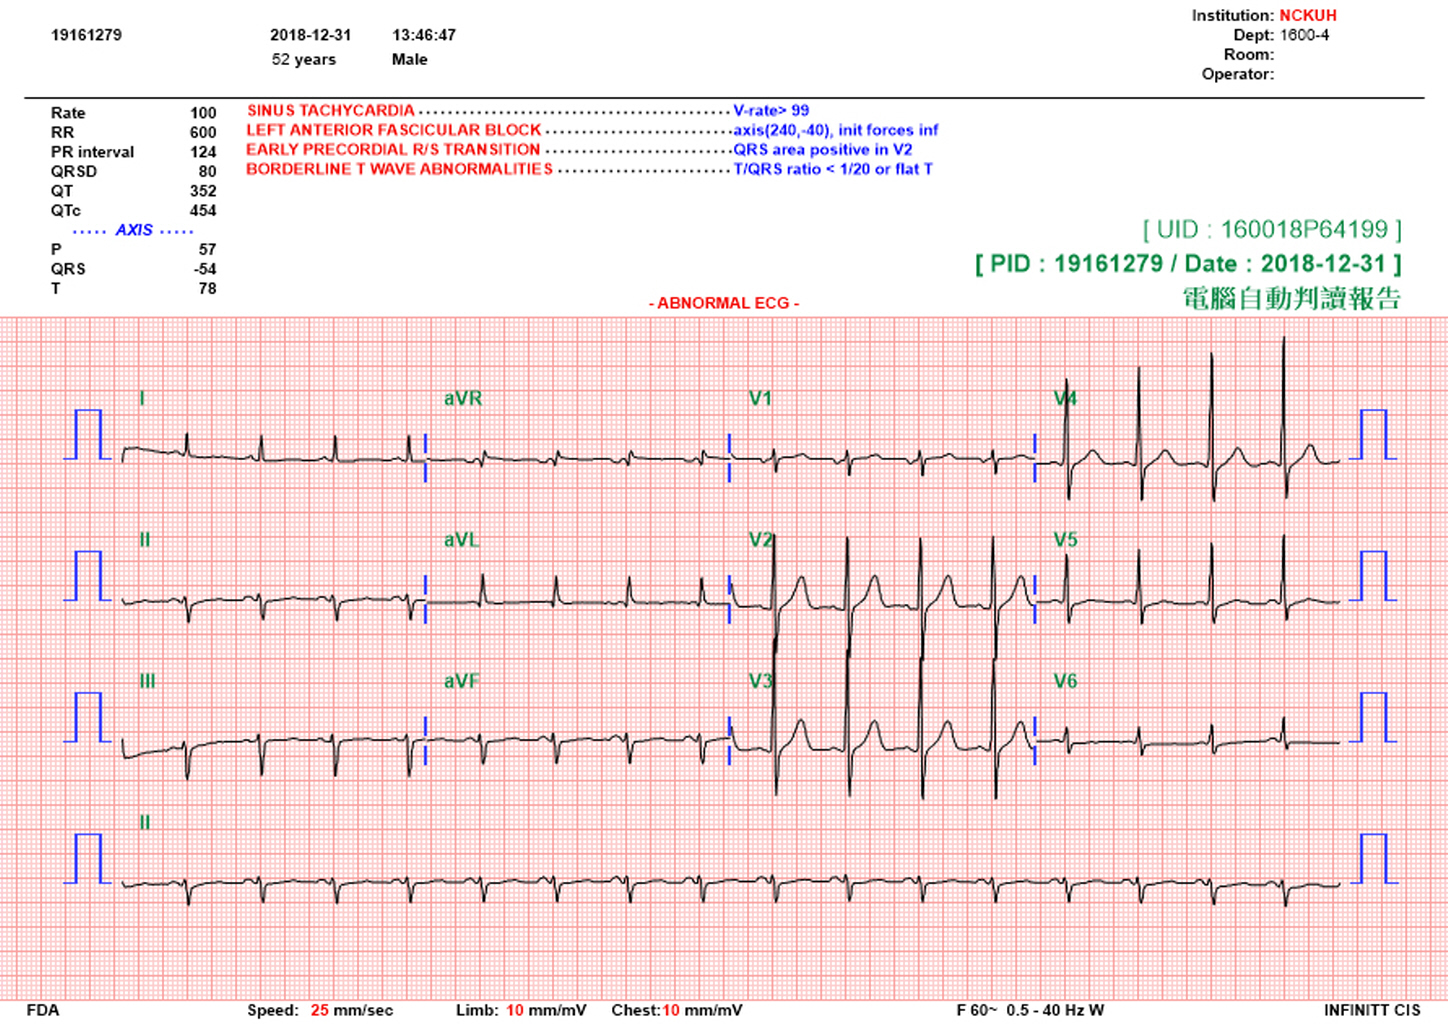 Institution: NCKUH
19161279 2018-12-31 13:46:47 Dept: 1600-4
52 years Male Room:
Operator:
Rate 100 SINUS TACHYCARDIA V-rate> 99
RR 600 LEFT ANTERIOR FASCICULAR BLOCK axis(240,-40), init forces inf
PR interval 124 EARLY PRECORDIAL R/S TRANSITION QRS area positive in V2
QRSD 80 BORDERLINE T WAVE ABNORMALITIES T/QRS ratio < 1/20 or flat T
QT 352
QTc 454
····· AXIS ·····
P 57
QRS -54
T 78
[ UID : 160018P64199 ]
[ PID : 19161279 / Date : 2018-12-31 ]
電腦自動判讀報告
- ABNORMAL ECG -
I aVR V1 V4
II aVL V2 V5
III aVF V3 V6
II
FDA Speed: 25 mm/sec Limb: 10 mm/mV Chest:10 mm/mV F 60~ 0.5 - 40 Hz W INFINITT CIS